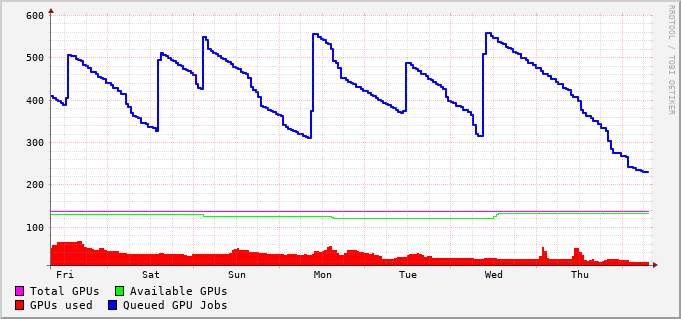 600
500
400
300
200
100
Fri Sat Sun Mon Tue Wed Thu
Total GPUs Available GPUs
GPUs used Queued GPU Jobs
RRDTOOL / TOBI OETIKER